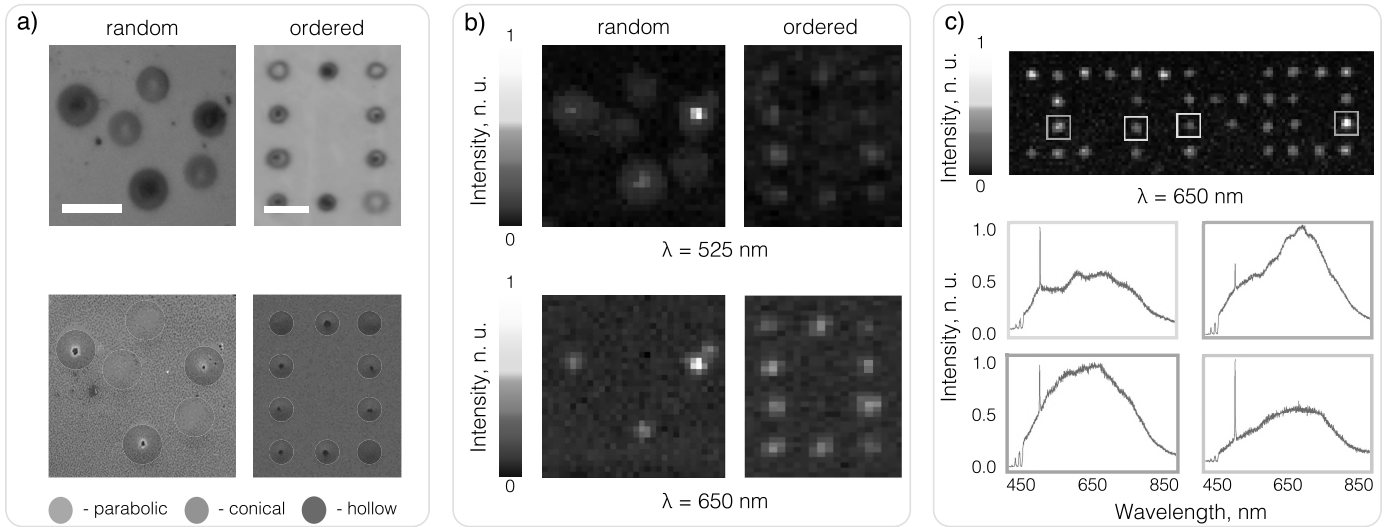 a)
random
ordered
- parabolic
- conical
- hollow
b)
random
ordered
1
Intensity, n. u.
0
λ = 525 nm
1
Intensity, n. u.
0
λ = 650 nm
c)
1
Intensity, n. u.
0
λ = 650 nm
1.0
0.5
0.0
1.0
0.5
0.0
Intensity, n. u.
450 650 850 450 650 850
Wavelength, nm